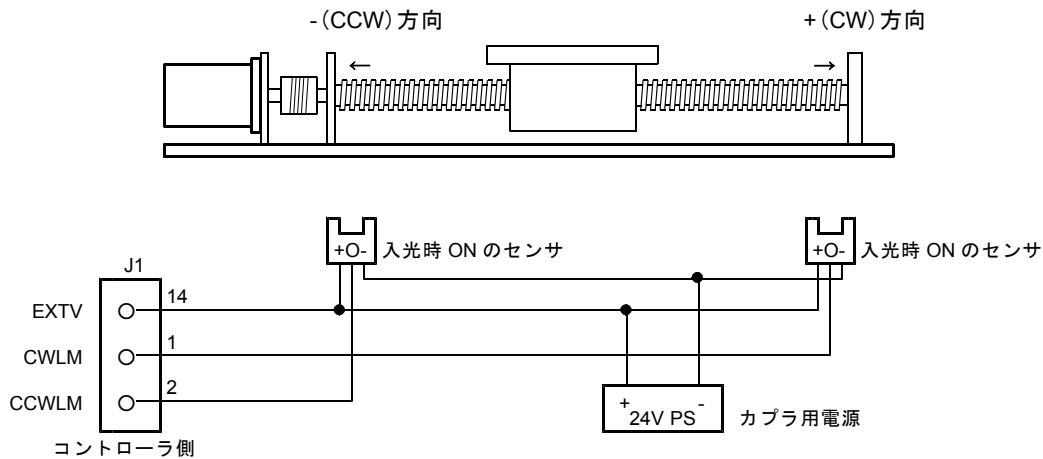 -(CCW)方向
+(CW)方向
←
→
+O-
入光時 ON のセンサ
+O-
入光時 ON のセンサ
J1
EXTV
14
CWLM
1
CCWLM
2
コントローラ側
+ -
24V PS
カプラ用電源